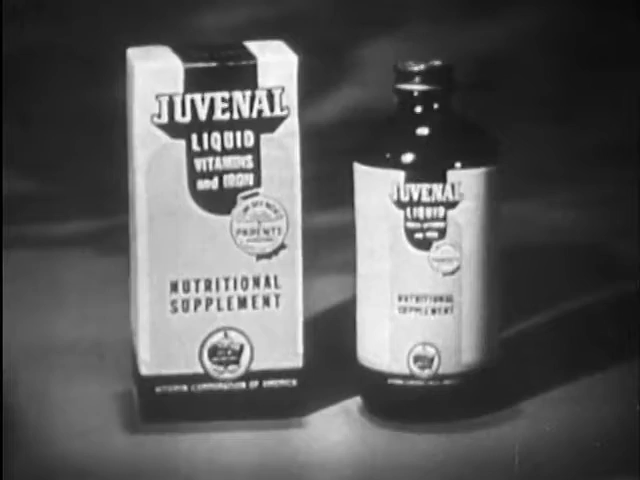 JUVENAL
LIQUID
VITAMINS
and IRON
PARENTS
NUTRITIONAL
SUPPLEMENT
VITAMIN CORPORATION OF AMERICA
JUVENAL
LIQUID
NUTRITIONAL
SUPPLEMENT